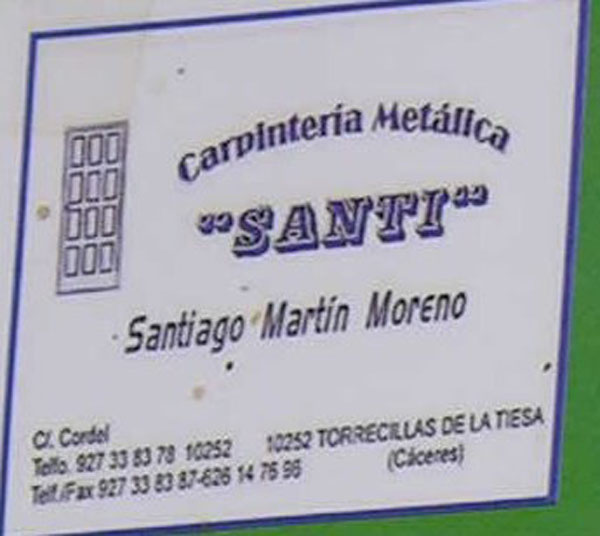 Carpintería Metálica
"SANTI"
Santiago Martín Moreno
C/. Cordel
Telfo. 927 33 83 78 10252
10252 TORRECILLAS DE LA TIESA
Telf./Fax 927 33 83 87-626 14 76 96
(Cáceres)